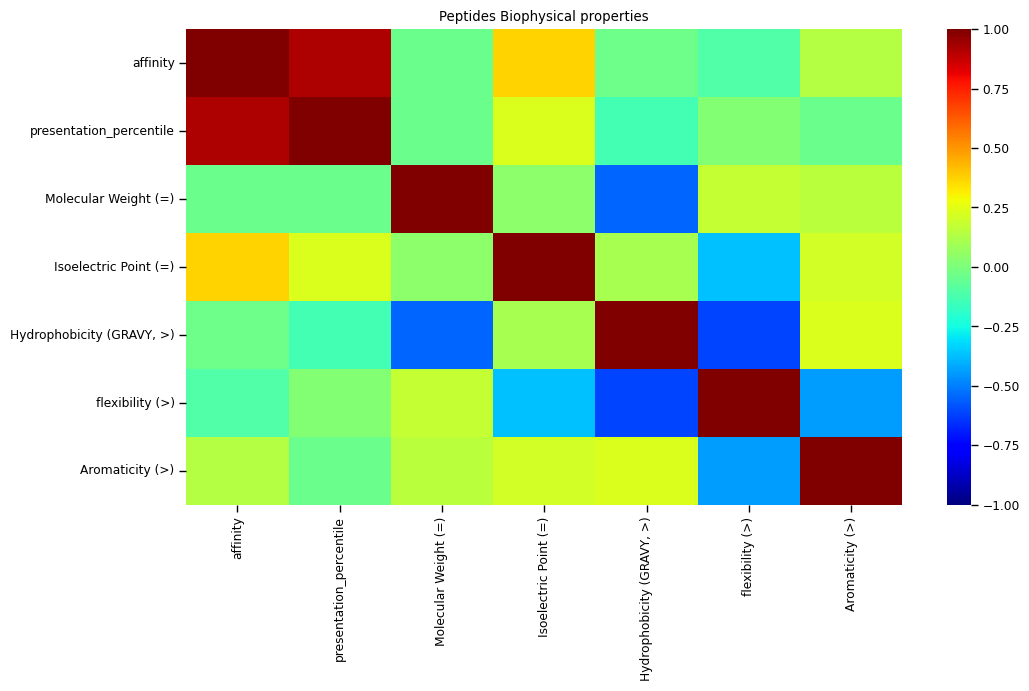 Peptides Biophysical properties
affinity
presentation_percentile
Molecular Weight (=)
Isoelectric Point (=)
Hydrophobicity (GRAVY, >)
flexibility (>)
Aromaticity (>)
affinity
presentation_percentile
Molecular Weight (=)
Isoelectric Point (=)
Hydrophobicity (GRAVY, >)
flexibility (>)
Aromaticity (>)
1.00
0.75
0.50
0.25
0.00
−0.25
−0.50
−0.75
−1.00